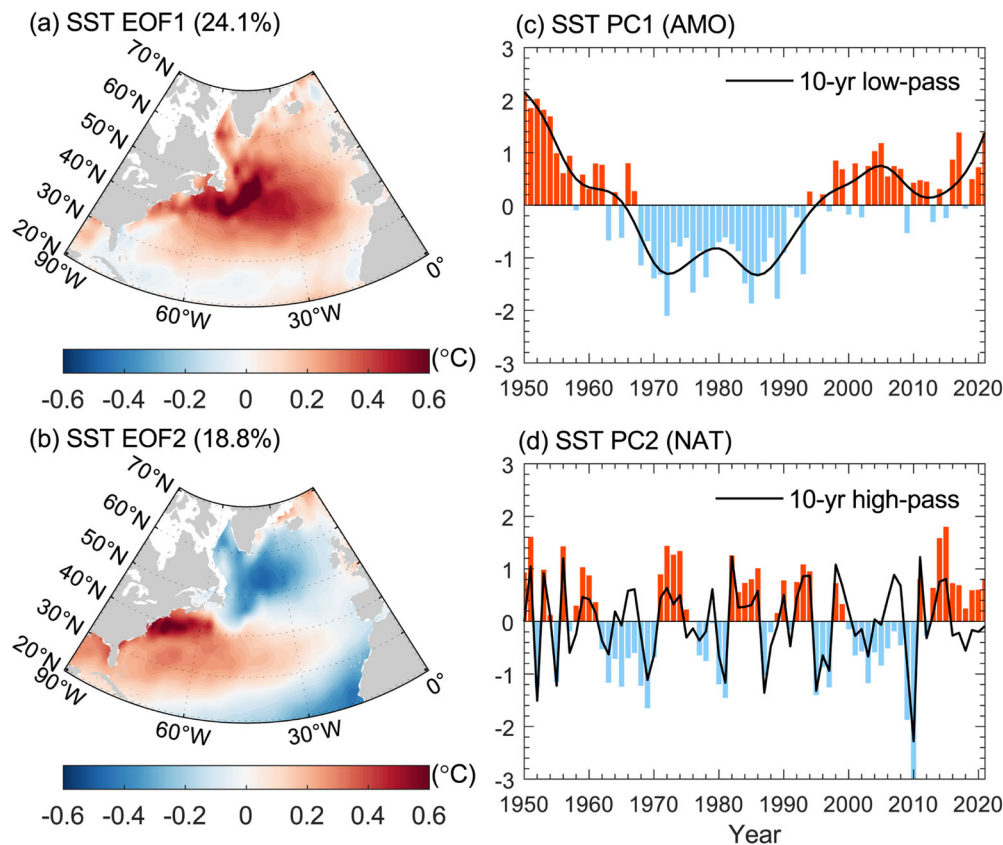 (a) SST EOF1 (24.1%)
70°N
60°N
50°N
40°N
30°N
20°N
90°W
60°W
30°W
0°
(°C)
-0.6 -0.4 -0.2 0 0.2 0.4 0.6
(b) SST EOF2 (18.8%)
70°N
60°N
50°N
40°N
30°N
20°N
90°W
60°W
30°W
0°
(°C)
-0.6 -0.4 -0.2 0 0.2 0.4 0.6
(c) SST PC1 (AMO)
10-yr low-pass
3
2
1
0
-1
-2
-3
1950 1960 1970 1980 1990 2000 2010 2020
(d) SST PC2 (NAT)
10-yr high-pass
3
2
1
0
-1
-2
-3
1950 1960 1970 1980 1990 2000 2010 2020
Year